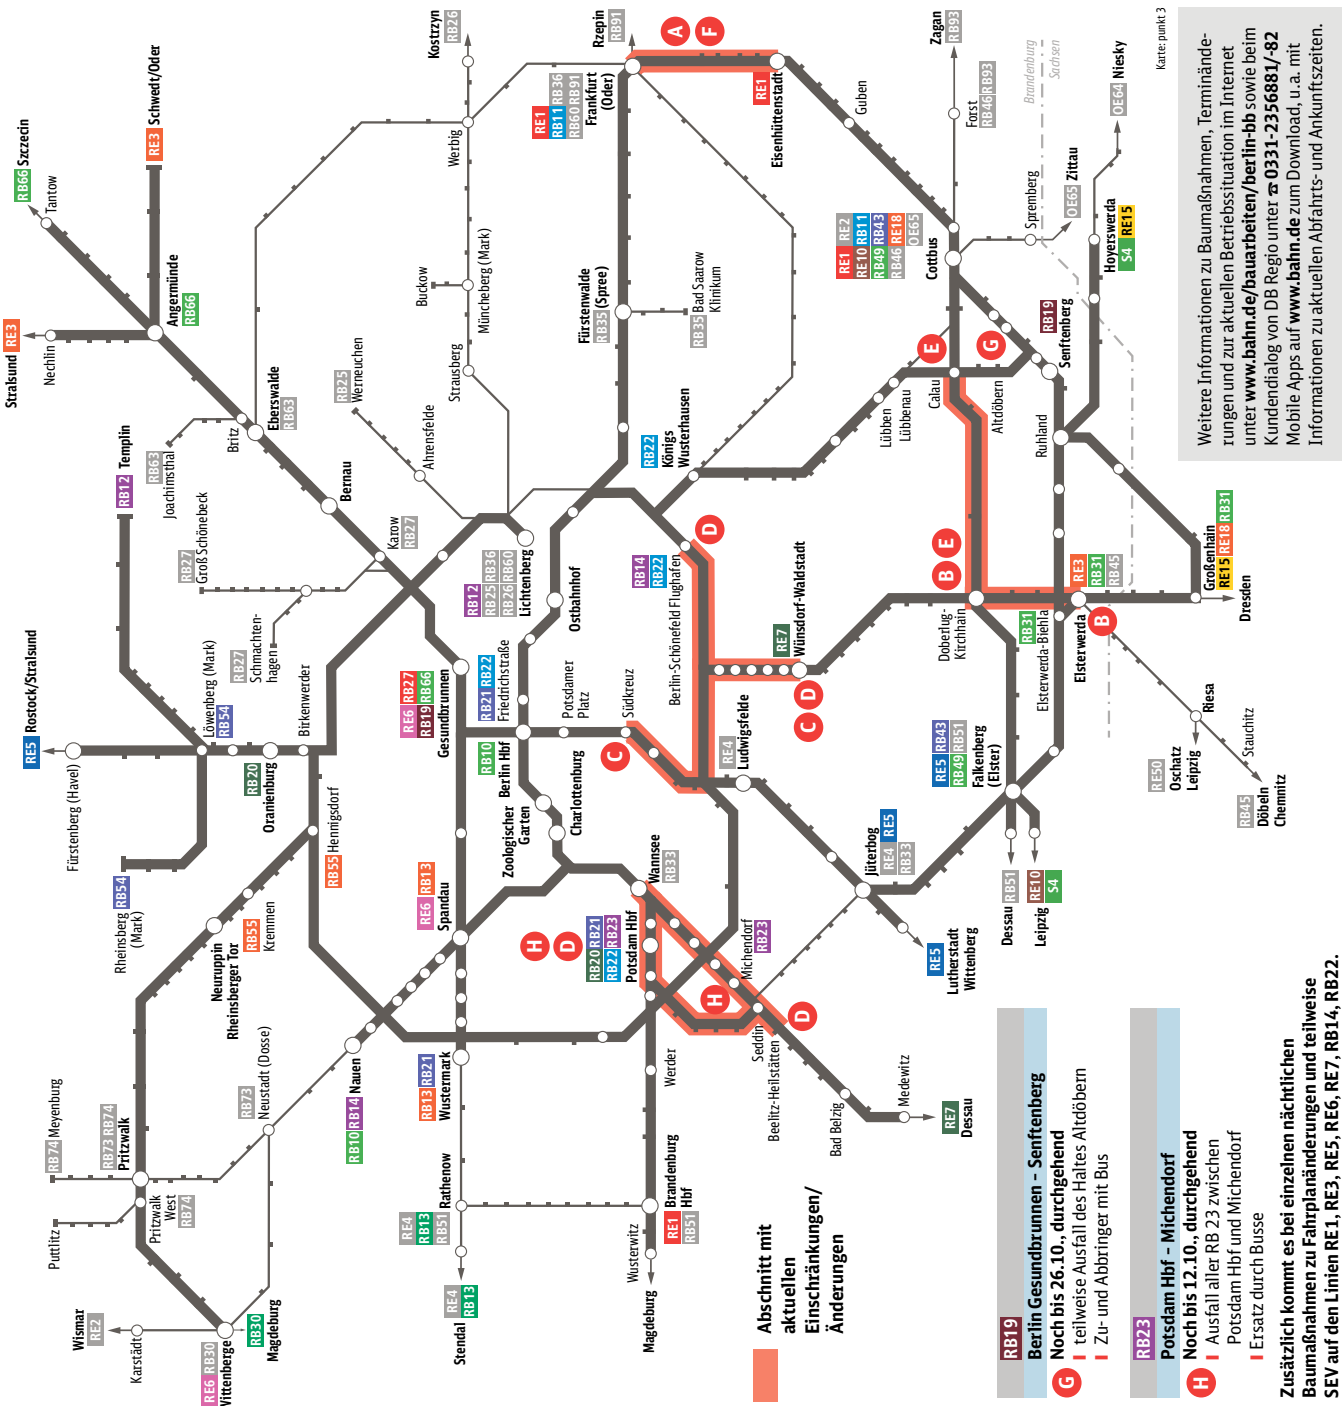 Wismar
RE2
Karstädt
RE6 RB30
Wittenberge
RB30
Magdeburg
Puttlitz
RB74 Meyenburg
RB73 RB74
Pritzwalk
Pritzwalk
West
RB74
RB73
Neustadt (Dosse)
Neuruppin
Rheinsberger Tor
RB55
Kremmen
Rheinsberg
(Mark)
RB54
RB55 Hennigsdorf
RE5 Rostock/Stralsund
Fürstenberg (Havel)
Löwenberg (Mark)
RB54
RB20
Oranienburg
Birkenwerder
RB12 Templin
RB27
Groß Schönebeck
RB27
Schmachten-
hagen
RB63
Joachimsthal
Britz
Eberswalde
RB63
Bernau
Karow
RB27
Stralsund RE3
Nechlin
Angermünde
RB66
RB66 Szczecin
Tantow
RE3 Schwedt/Oder
RB25
Werneuchen
Ahrensfelde
Strausberg
Müncheberg (Mark)
Buckow
Werbig
Kostrzyn
RB26
Rzepin
RB91
RE1
RB11 RB36
RB60 RB91
Frankfurt
(Oder)
A
F
RE1
Eisenhüttenstadt
Guben
Fürstenwalde
(Spree)
RB35
RB35 Bad Saarow
Klinikum
RB22
Königs
Wusterhausen
RB12
RB25 RB36
RB26 RB60
Lichtenberg
Ostbahnhof
RB21 RB22
Friedrichstraße
RE6 RB27
RB19 RB66
Gesundbrunnen
RB10
Berlin Hbf
Potsdamer
Platz
Südkreuz
C
Zoologischer
Garten
Charlottenburg
RE6 RB13
Spandau
RB10 RB14
Nauen
RB13 RB21
Wustermark
Rathenow
RE4
RB13
RB51
RE4
RB13
Stendal
Wusterwitz
Magdeburg
Brandenburg
Hbf
RE1
RB51
Werder
H
D
RB20 RB21
RB22 RB23
Potsdam Hbf
Wannsee
RB33
Michendorf
RB23
H
D
Seddin
Beelitz-Heilstätten
Bad Belzig
Medewitz
RE7
Dessau
RB14
RB22
Berlin-Schönefeld Flughafen
D
RE4
Ludwigsfelde
RE7
Wünsdorf-Waldstadt
C
D
Jüterbog
RE4 RE5
RB33
RE5
Lutherstadt
Wittenberg
RE5 RB43
RB49 RB51
Falkenberg
(Elster)
Dessau RB51
Leipzig RE10
S4
B
E
Doberlug-
Kirchhain
RB31
Elsterwerda-Biehla
RE3
RB31
RB45
Elsterwerda
B
RE50
Oschatz
Leipzig
Riesa
Stauchitz
RB45
Döbeln
Chemnitz
Großenhain
RE15 RE18 RB31
Dresden
Ruhland
RB19
Senftenberg
Altdöbern
G
E
Calau
Lübben
Lübbenau
RE1 RE2
RE10 RB11
RB49 RB43
RB46 RE18
OE65
Cottbus
Forst
RB46 RB93
Zagan
RB93
Spremberg
OE65 Zittau
Hoyerswerda
S4 RE15
OE64 Niesky
Brandenburg
Sachsen
Karte: punkt 3
Weitere Informationen zu Baumaßnahmen, Terminände-
rungen und zur aktuellen Betriebssituation im Internet
unter www.bahn.de/bauarbeiten/berlin-bb sowie beim
Kundendialog von DB Regio unter ☎ 0331-2356881/-82
Mobile Apps auf www.bahn.de zum Download, u. a. mit
Informationen zu aktuellen Abfahrts- und Ankunftszeiten.
Abschnitt mit
aktuellen
Einschränkungen/
Änderungen
RB19
Berlin Gesundbrunnen – Senftenberg
G Noch bis 26.10., durchgehend
teilweise Ausfall des Haltes Altdöbern
Zu- und Abbringer mit Bus
RB23
Potsdam Hbf – Michendorf
H Noch bis 12.10., durchgehend
Ausfall aller RB 23 zwischen
Potsdam Hbf und Michendorf
Ersatz durch Busse
Zusätzlich kommt es bei einzelnen nächtlichen
Baumaßnahmen zu Fahrplanänderungen und teilweise
SEV auf den Linien RE1, RE3, RE5, RE6, RE7, RB14, RB22.